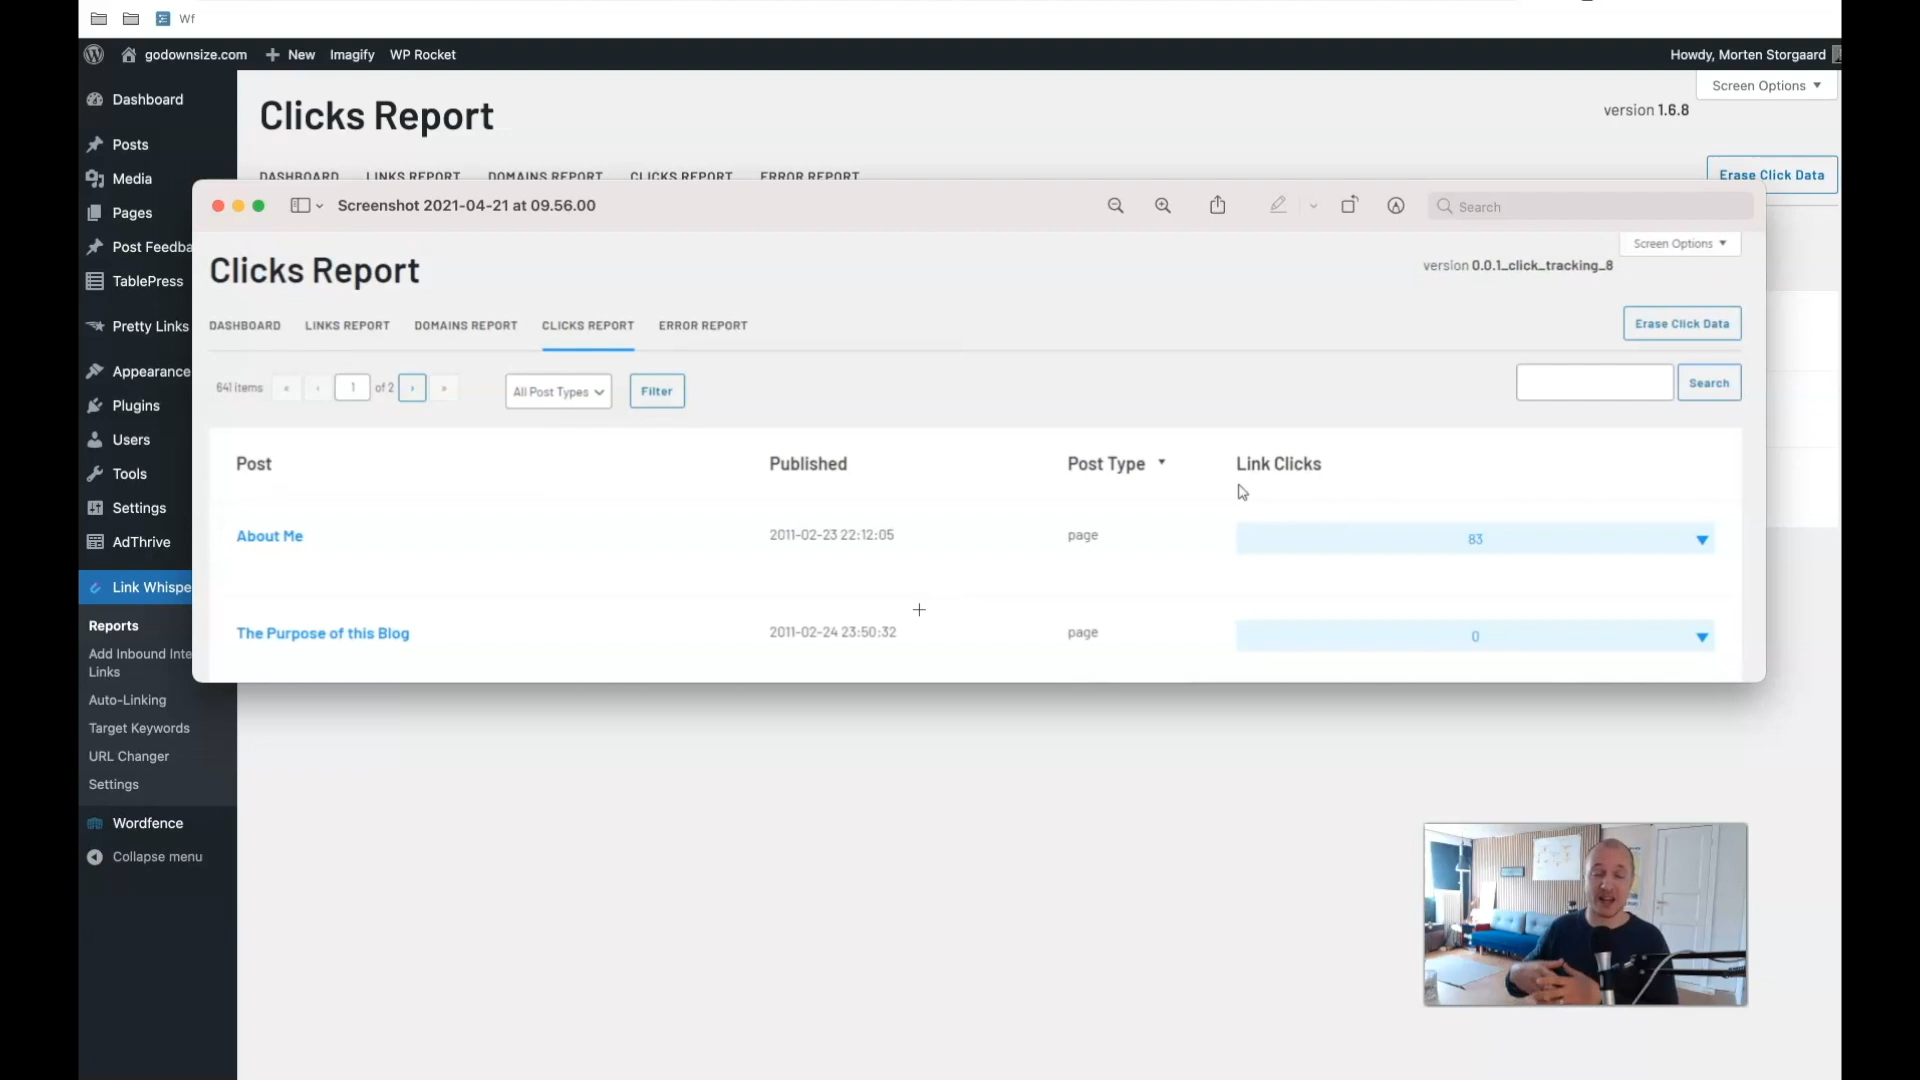 Wf
godownsize.com
New
Imagify
WP Rocket
Howdy, Morten Storgaard
Dashboard
Posts
Media
Pages
Post Feedba
TablePress
Pretty Links
Appearance
Plugins
Users
Tools
Settings
AdThrive
Link Whispe
Reports
Add Inbound Inte
Links
Auto-Linking
Target Keywords
URL Changer
Settings
Wordfence
Collapse menu
Screen Options
Clicks Report
version 1.6.8
DASHBOARD LINKS REPORT DOMAINS REPORT CLICKS REPORT ERROR REPORT
Erase Click Data
Screenshot 2021-04-21 at 09.56.00
Search
Screen Options
Clicks Report
version 0.0.1_click_tracking_8
DASHBOARD LINKS REPORT DOMAINS REPORT CLICKS REPORT ERROR REPORT
Erase Click Data
641 items « ‹ 1 of 2 › »
All Post Types
Filter
Search
Post Published Post Type Link Clicks
About Me 2011-02-23 22:12:05 page 83
The Purpose of this Blog 2011-02-24 23:50:32 page 0